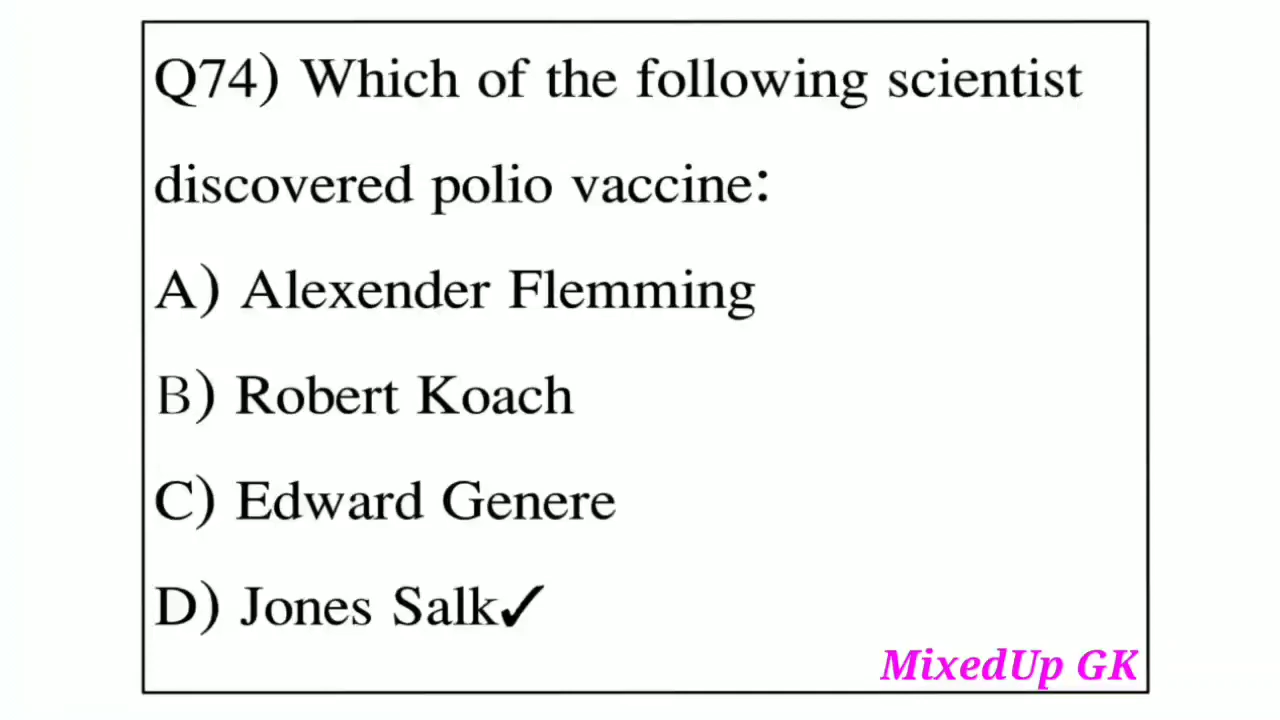 Q74) Which of the following scientist
discovered polio vaccine:
A) Alexender Flemming
B) Robert Koach
C) Edward Genere
D) Jones Salk✓
MixedUp GK